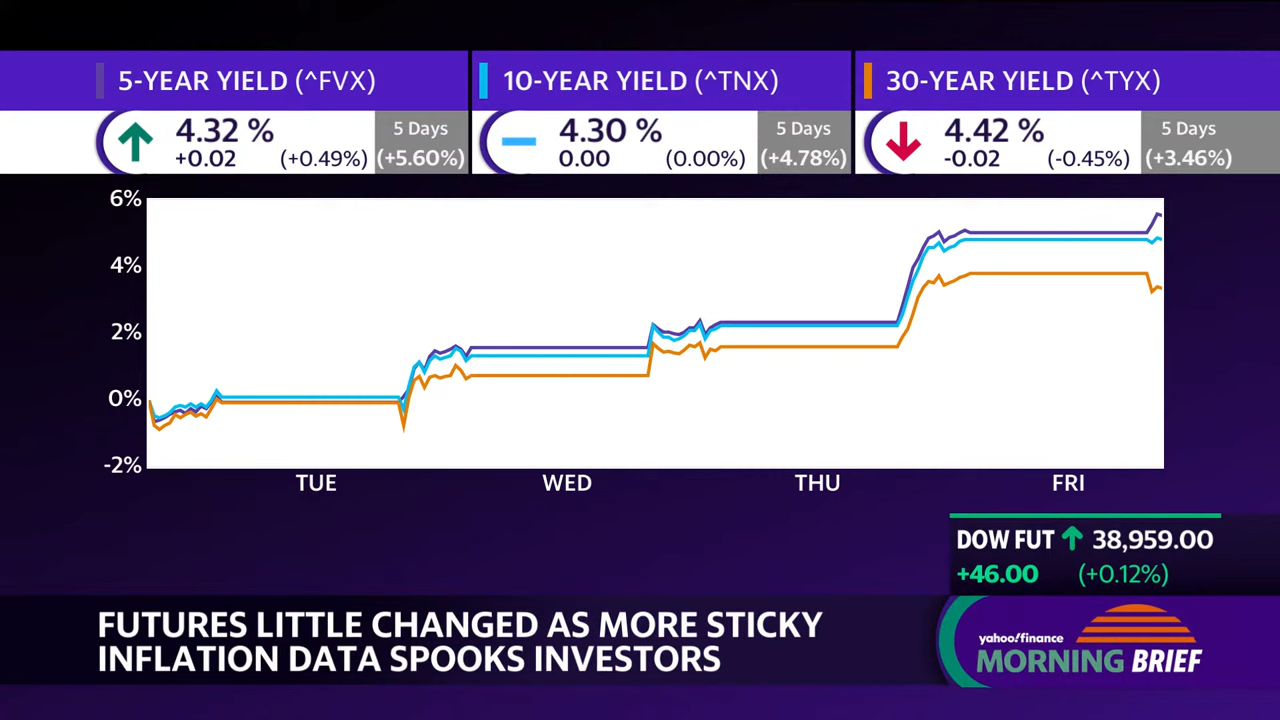 5-YEAR YIELD (^FVX)
4.32 %
+0.02 (+0.49%)
5 Days
(+5.60%)
10-YEAR YIELD (^TNX)
4.30 %
0.00 (0.00%)
5 Days
(+4.78%)
30-YEAR YIELD (^TYX)
4.42 %
-0.02 (-0.45%)
5 Days
(+3.46%)
6%
4%
2%
0%
-2%
TUE WED THU FRI
DOW FUT 38,959.00
+46.00 (+0.12%)
FUTURES LITTLE CHANGED AS MORE STICKY
INFLATION DATA SPOOKS INVESTORS
yahoo!finance
MORNING BRIEF